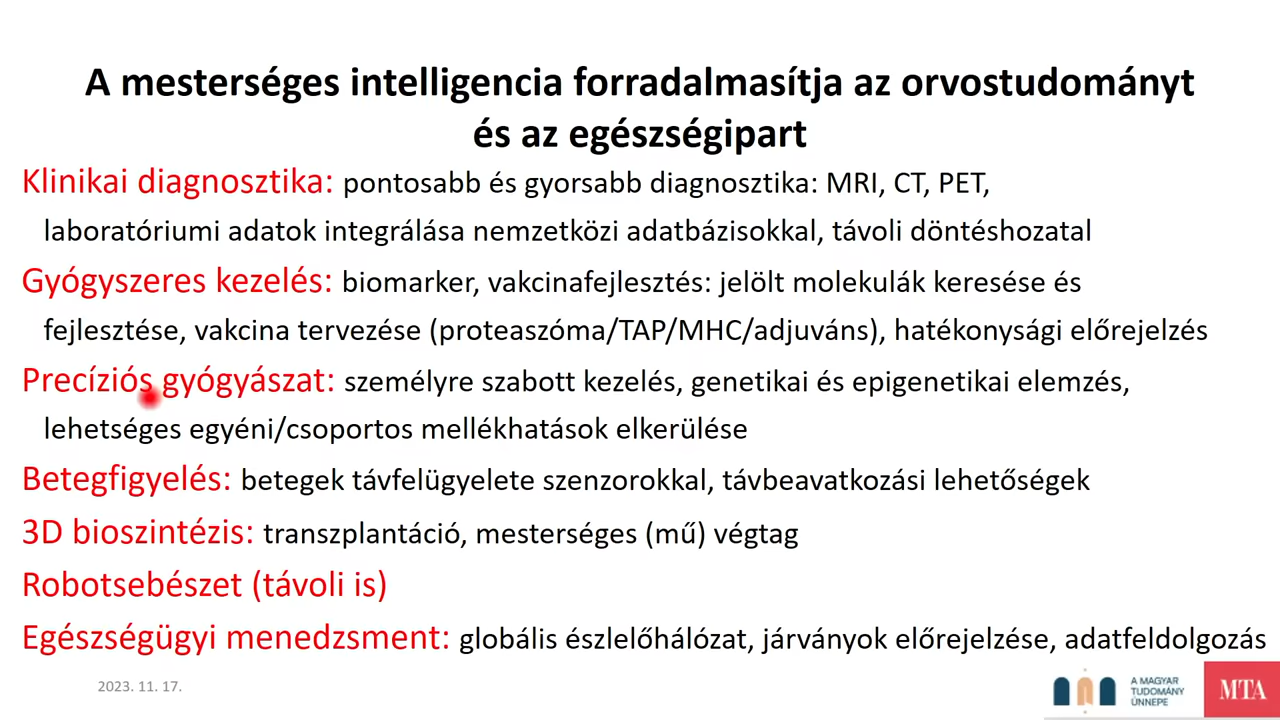 A mesterséges intelligencia forradalmasítja az orvostudományt
és az egészségipart
Klinikai diagnosztika: pontosabb és gyorsabb diagnosztika: MRI, CT, PET,
laboratóriumi adatok integrálása nemzetközi adatbázisokkal, távoli döntéshozatal
Gyógyszeres kezelés: biomarker, vakcinafejlesztés: jelölt molekulák keresése és
fejlesztése, vakcina tervezése (proteaszóma/TAP/MHC/adjuváns), hatékonysági előrejelzés
Precíziós gyógyászat: személyre szabott kezelés, genetikai és epigenetikai elemzés,
lehetséges egyéni/csoportos mellékhatások elkerülése
Betegfigyelés: betegek távfelügyelete szenzorokkal, távbeavatkozási lehetőségek
3D bioszintézis: transzplantáció, mesterséges (mű) végtag
Robotsebészet (távoli is)
Egészségügyi menedzsment: globális észlelőhálózat, járványok előrejelzése, adatfeldolgozás
2023. 11. 17.
A MAGYAR
TUDOMÁNY
ÜNNEPE
MTA